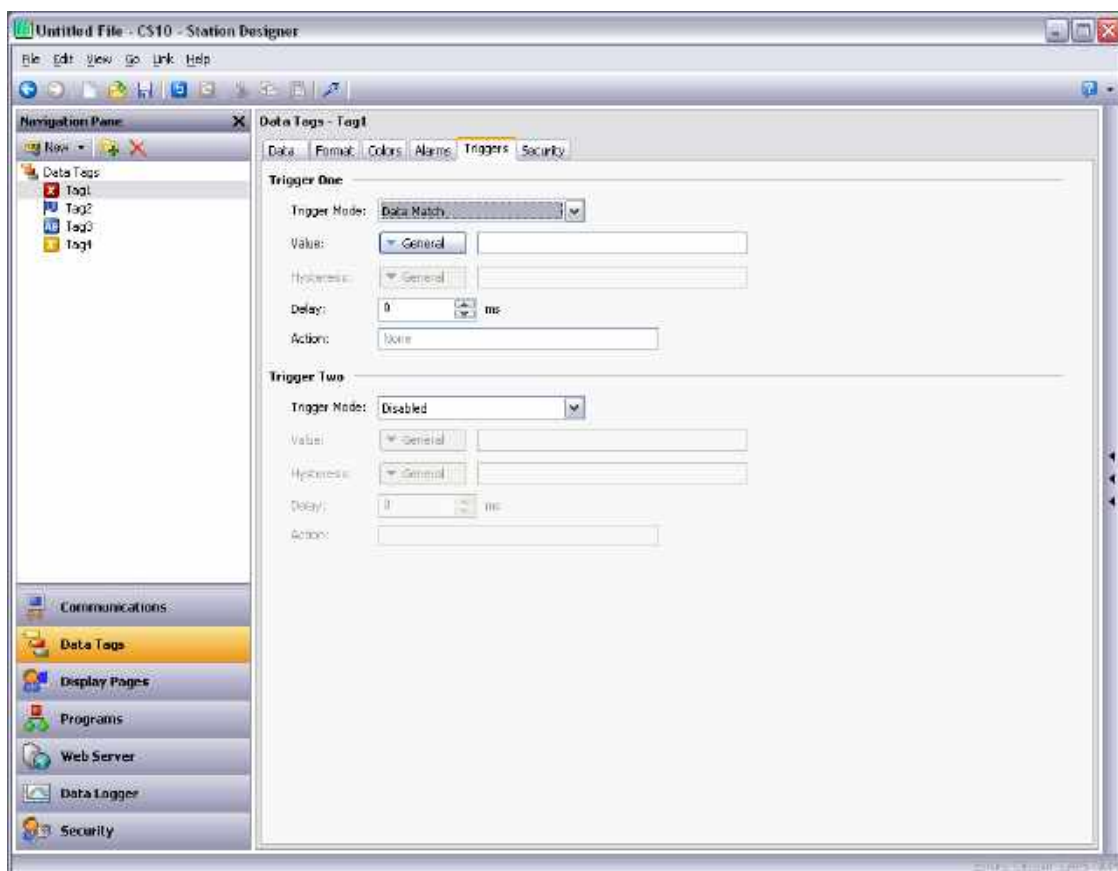 Untitled File - CS10 - Station Designer
File Edit View Go Link Help
Navigation Pane
New
Data Tags
Tag1
Tag2
Tag3
Tag4
Communications
Data Tags
Display Pages
Programs
Web Server
Data Logger
Security
Data Tags - Tag1
Data Format Colors Alarms Triggers Security
Trigger One
Trigger Mode: Data Match
Value: General
Hysteresis: General
Delay: 0 ms
Action: None
Trigger Two
Trigger Mode: Disabled
Value: General
Hysteresis: General
Delay: 0 ms
Action: